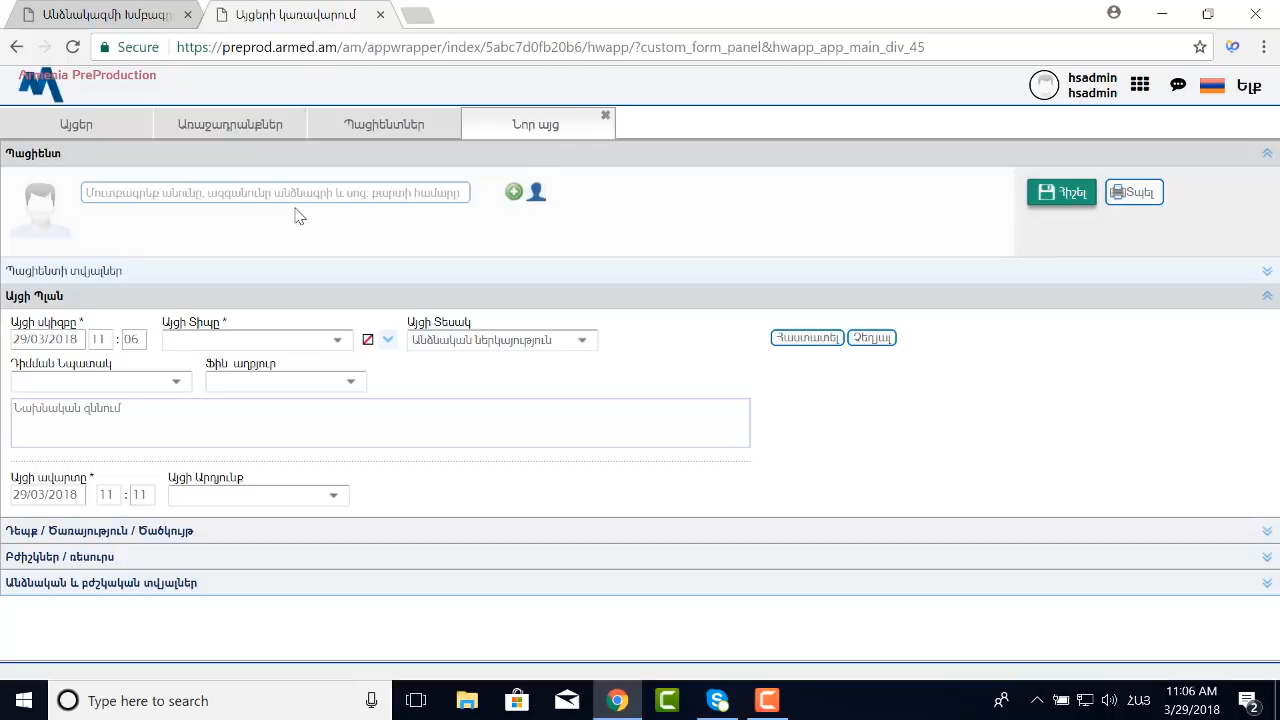 Անձնակազմի Խմբագր
Այցերի կառավարում
Secure https://preprod.armed.am/am/appwrapper/index/5abc7d0fb20b6/hwapp/?custom_form_panel&hwapp_app_main_div_45
Armenia PreProduction
hsadmin
hsadmin
Ելք
Այցեր
Առաջադրանքներ
Պացիենտներ
Նոր այց
Պացիենտ
Մուտքագրեք անունը, ազգանունը անձնագրի և սոց. քարտի համարը
Հիշել
Տպել
Պացիենտի տվյալներ
Այցի Պլան
Այցի սկիզբը * Այցի Տիպը * Այցի Տեսակ
29/03/2018 11 : 06 Անձնական ներկայություն
Հաստատել Չեղյալ
Դիմման Նպատակ Ֆին աղբյուր
Նախնական զննում
Այցի ավարտը * Այցի Արդյունք
29/03/2018 11 : 11
Դեպք / Ծառայություն / Ծածկույթ
Բժիշկներ / ռեսուրս
Անձնական և բժշկական տվյալներ
Type here to search
ՀԱՅ
11:06 AM
3/29/2018
2